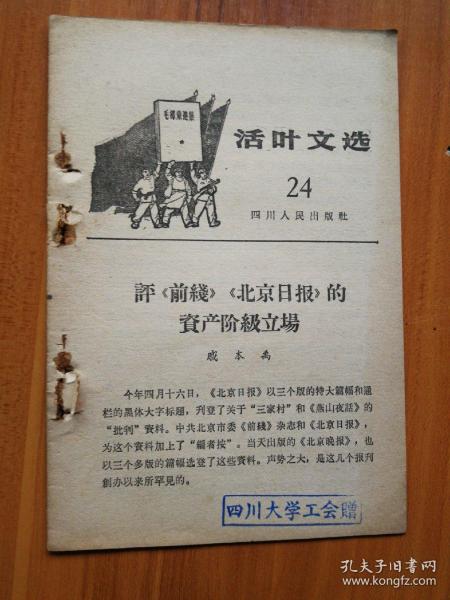 毛澤東選集
活叶文选
24
四川人民出版社
評《前綫》《北京日报》的
資产阶級立場
戚本禹
今年四月十六日，《北京日报》以三个版的特大篇幅和通
栏的黑体大字标题，刋登了关于“三家村”和《燕山夜話》的
“批判”資料。中共北京市委《前綫》杂志和《北京日报》，
为这个資料加上了“編者按”。当天出版的《北京晚报》，也
以三个多版的篇幅选登了这些資料。声势之大，是这几个报刋
創办以来所罕見的。
四川大学工会贈
孔夫子旧书网
www.kongfz.com